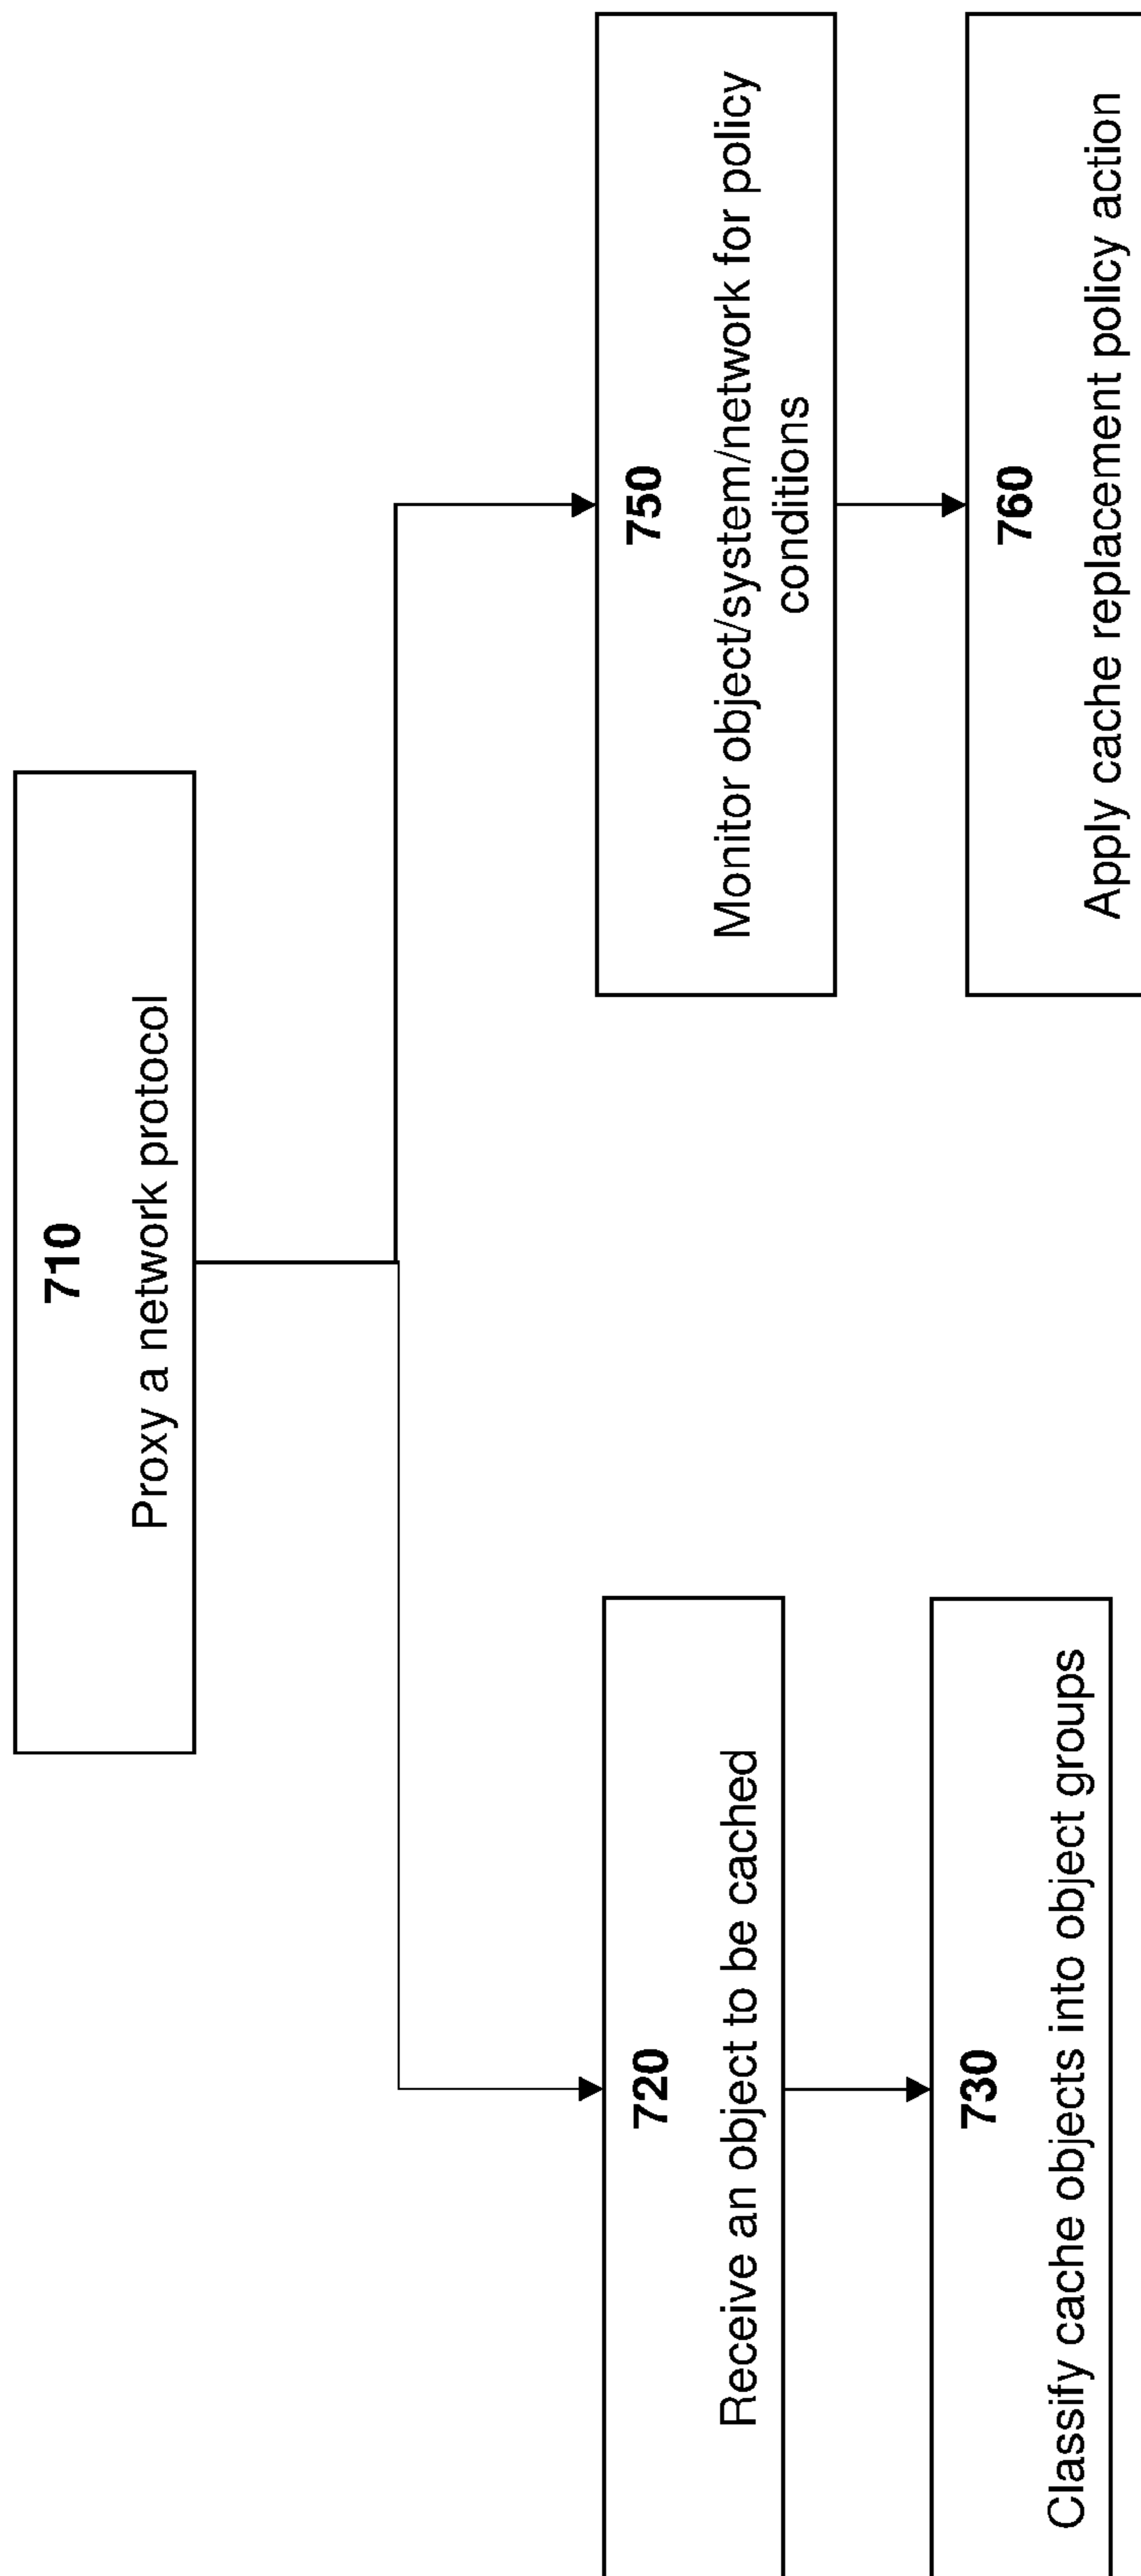 710
Proxy a network protocol
720
Receive an object to be cached
730
Classify cache objects into object groups
750
Monitor object/system/network for policy
conditions
760
Apply cache replacement policy action